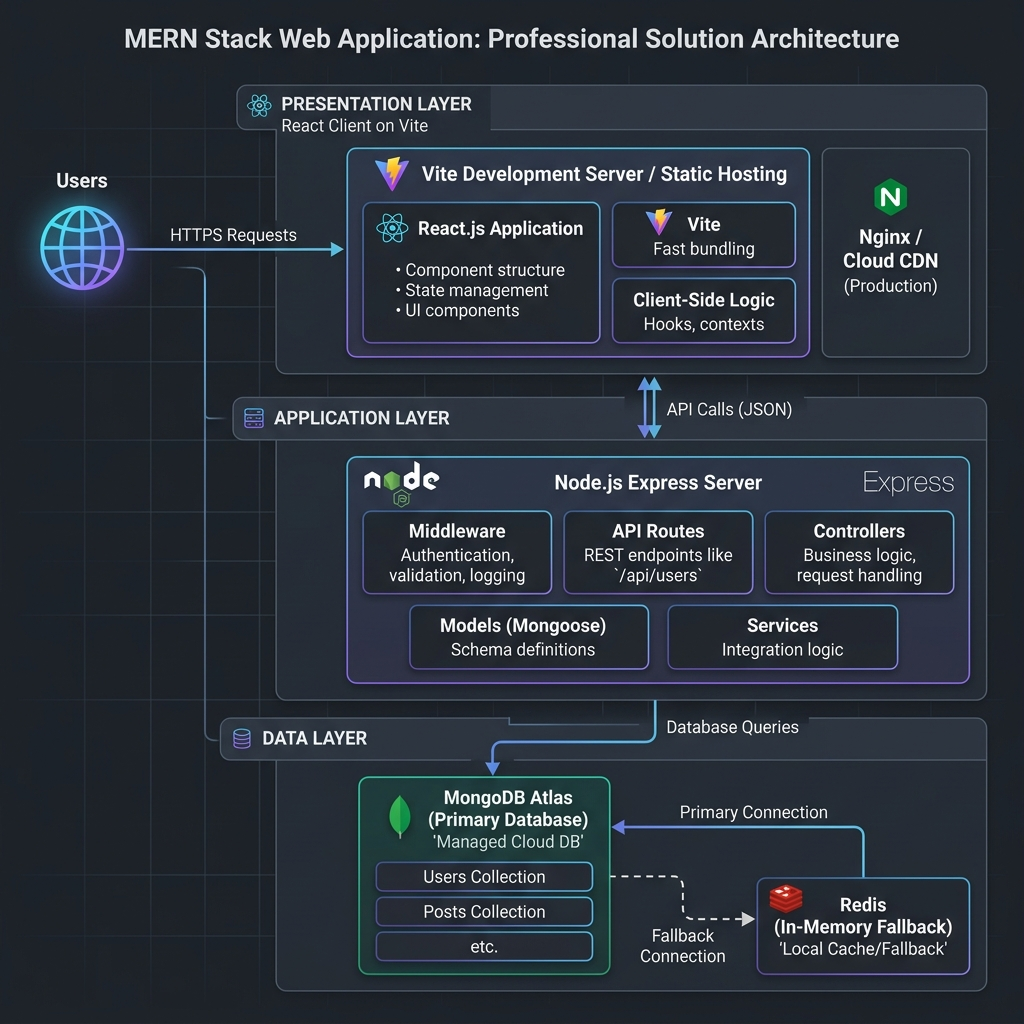 MERN Stack Web Application: Professional Solution Architecture
PRESENTATION LAYER
React Client on Vite
Users
HTTPS Requests
Vite Development Server / Static Hosting
React.js Application
• Component structure
• State management
• UI components
Vite
Fast bundling
Client-Side Logic
Hooks, contexts
N
Nginx /
Cloud CDN
(Production)
API Calls (JSON)
APPLICATION LAYER
node
JS
Node.js Express Server
Express
Middleware
Authentication,
validation, logging
API Routes
REST endpoints like
`/api/users`
Controllers
Business logic,
request handling
Models (Mongoose)
Schema definitions
Services
Integration logic
Database Queries
DATA LAYER
MongoDB Atlas
(Primary Database)
'Managed Cloud DB'
Users Collection
Posts Collection
etc.
Primary Connection
Fallback
Connection
Redis
(In-Memory Fallback)
'Local Cache/Fallback'